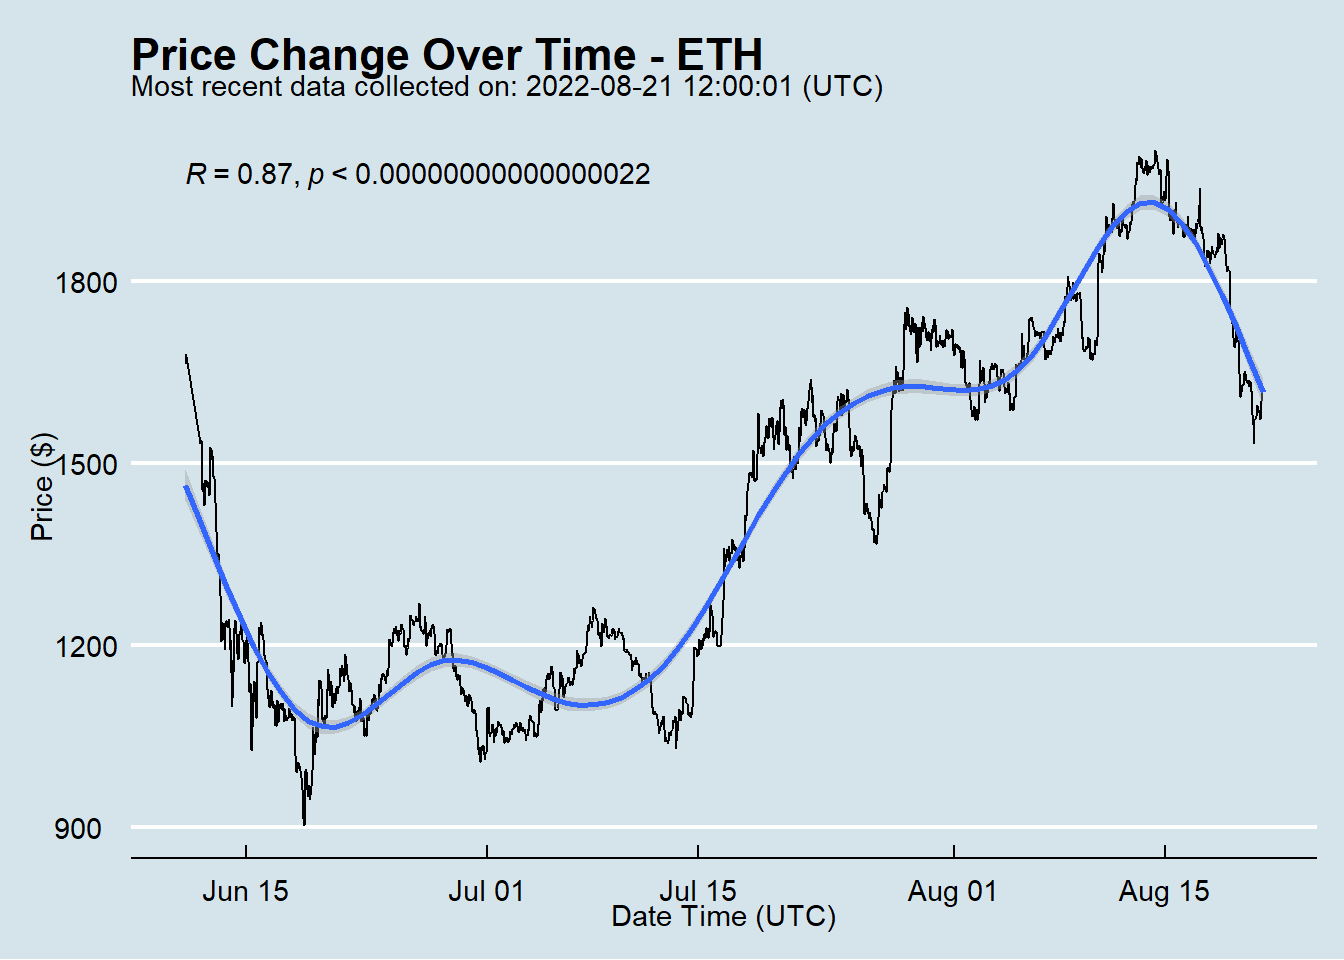 Price Change Over Time - ETH
Most recent data collected on: 2022-08-21 12:00:01 (UTC)
R = 0.87, p < 0.00000000000000022
1800
1500
1200
900
Price ($)
Jun 15
Jul 01
Jul 15
Aug 01
Aug 15
Date Time (UTC)